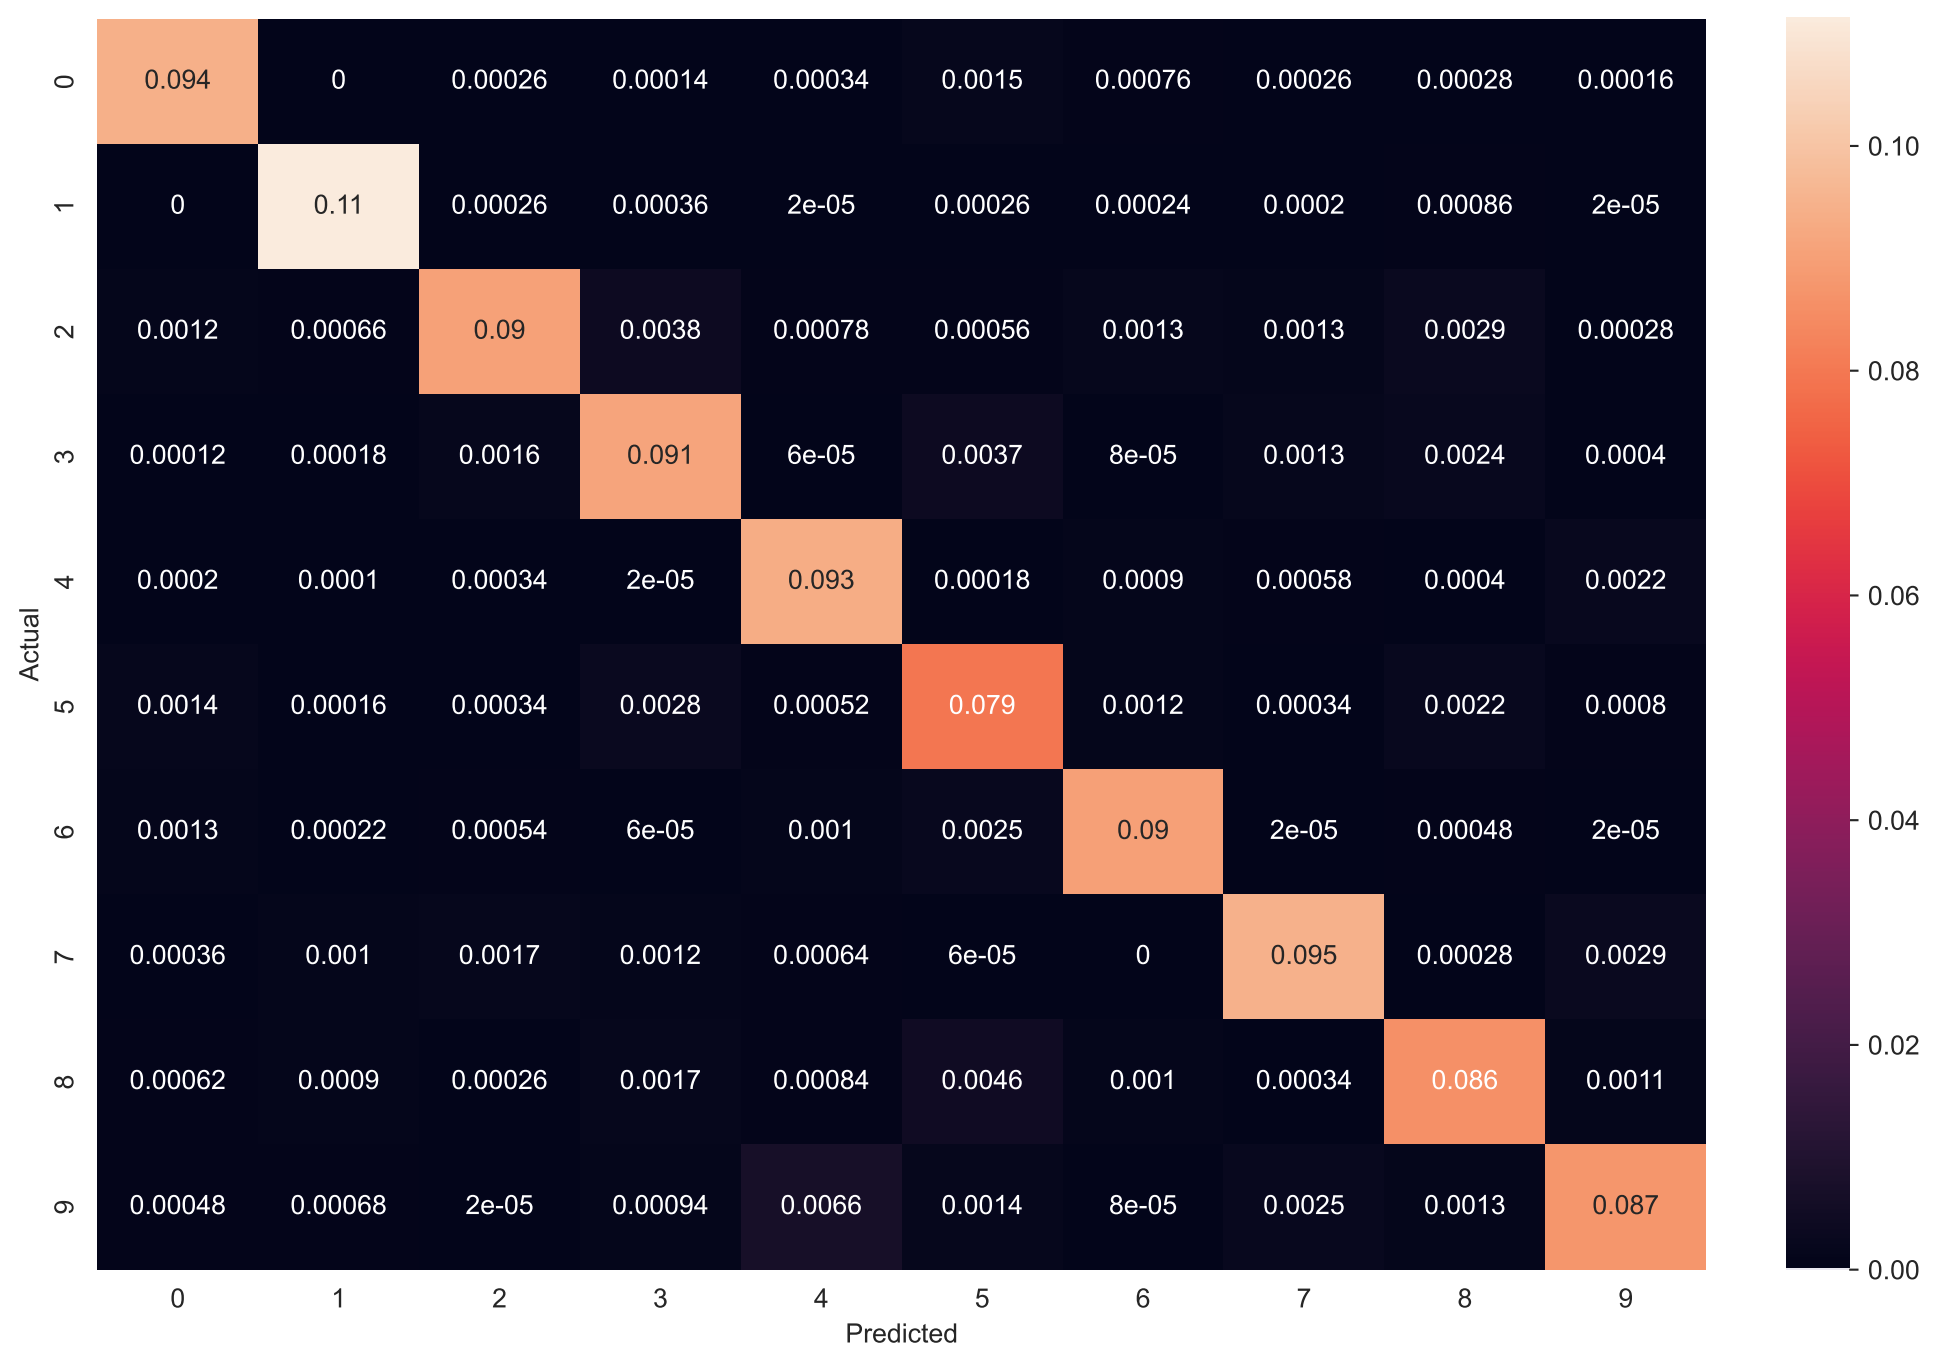 0 0.094 0 0.00026 0.00014 0.00034 0.0015 0.00076 0.00026 0.00028 0.00016
1 0 0.11 0.00026 0.00036 2e-05 0.00026 0.00024 0.0002 0.00086 2e-05
2 0.0012 0.00066 0.09 0.0038 0.00078 0.00056 0.0013 0.0013 0.0029 0.00028
3 0.00012 0.00018 0.0016 0.091 6e-05 0.0037 8e-05 0.0013 0.0024 0.0004
4 0.0002 0.0001 0.00034 2e-05 0.093 0.00018 0.0009 0.00058 0.0004 0.0022
5 0.0014 0.00016 0.00034 0.0028 0.00052 0.079 0.0012 0.00034 0.0022 0.0008
6 0.0013 0.00022 0.00054 6e-05 0.001 0.0025 0.09 2e-05 0.00048 2e-05
7 0.00036 0.001 0.0017 0.0012 0.00064 6e-05 0 0.095 0.00028 0.0029
8 0.00062 0.0009 0.00026 0.0017 0.00084 0.0046 0.001 0.00034 0.086 0.0011
9 0.00048 0.00068 2e-05 0.00094 0.0066 0.0014 8e-05 0.0025 0.0013 0.087
0 1 2 3 4 5 6 7 8 9
Predicted
Actual
0.10
0.08
0.06
0.04
0.02
0.00